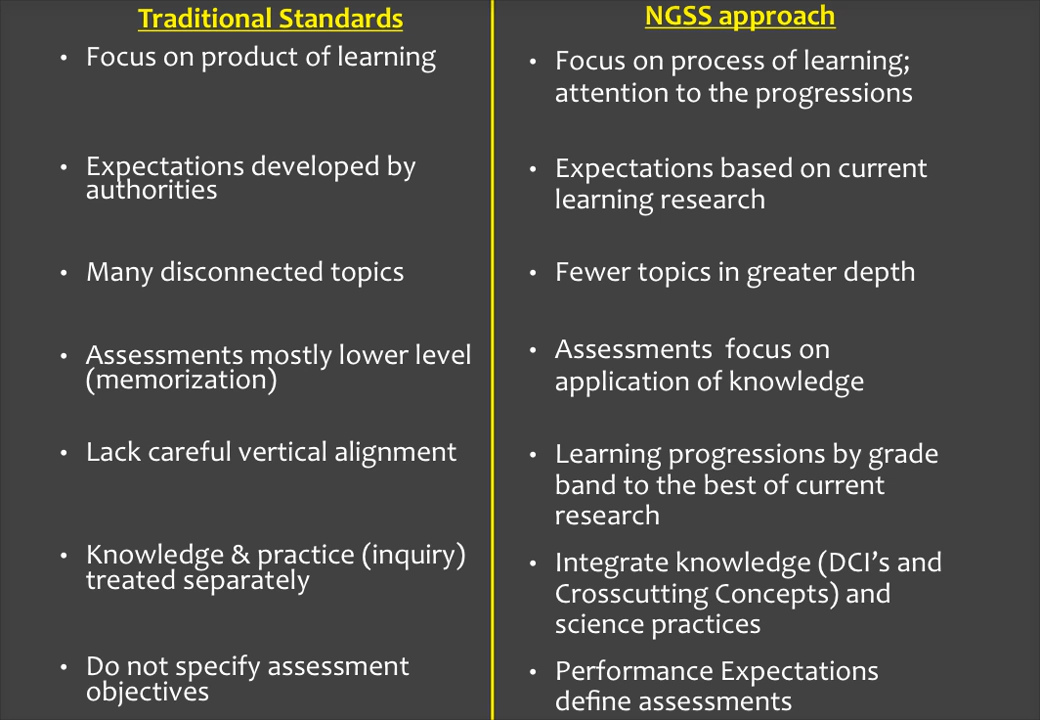 Traditional Standards
• Focus on product of learning
• Expectations developed by
authorities
• Many disconnected topics
• Assessments mostly lower level
(memorization)
• Lack careful vertical alignment
• Knowledge & practice (inquiry)
treated separately
• Do not specify assessment
objectives
NGSS approach
• Focus on process of learning;
attention to the progressions
• Expectations based on current
learning research
• Fewer topics in greater depth
• Assessments  focus on
application of knowledge
• Learning progressions by grade
band to the best of current
research
• Integrate knowledge (DCI’s and
Crosscutting Concepts) and
science practices
• Performance Expectations
define assessments